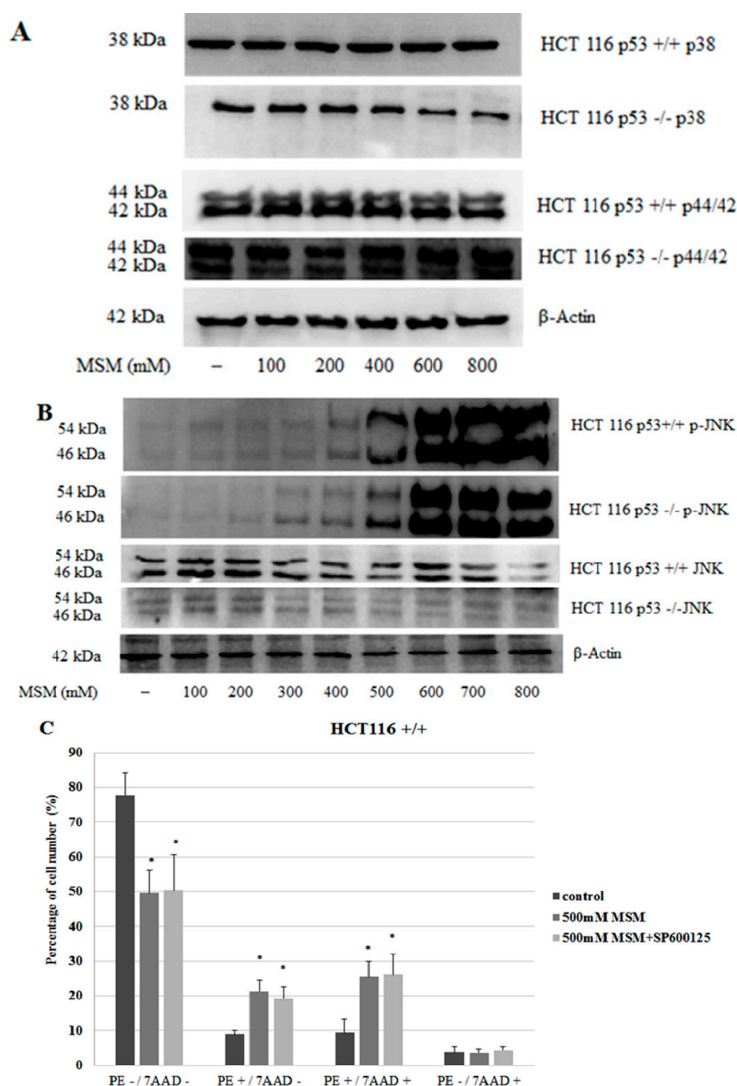 A
38 kDa
HCT 116 p53 +/+ p38
38 kDa
HCT 116 p53 -/- p38
44 kDa
42 kDa
HCT 116 p53 +/+ p44/42
44 kDa
42 kDa
HCT 116 p53 -/- p44/42
42 kDa
β-Actin
MSM (mM) – 100 200 400 600 800
B
54 kDa
46 kDa
HCT 116 p53+/+ p-JNK
54 kDa
46 kDa
HCT 116 p53 -/- p-JNK
54 kDa
46 kDa
HCT 116 p53 +/+ JNK
54 kDa
46 kDa
HCT 116 p53 -/-JNK
42 kDa
β-Actin
MSM (mM) – 100 200 300 400 500 600 700 800
C
HCT116 +/+
Percentage of cell number (%)
90
80
70
60
50
40
30
20
10
0
* *
* *
* *
control
500mM MSM
500mM MSM+SP600125
PE - / 7AAD - PE + / 7AAD - PE + / 7AAD + PE - / 7AAD +